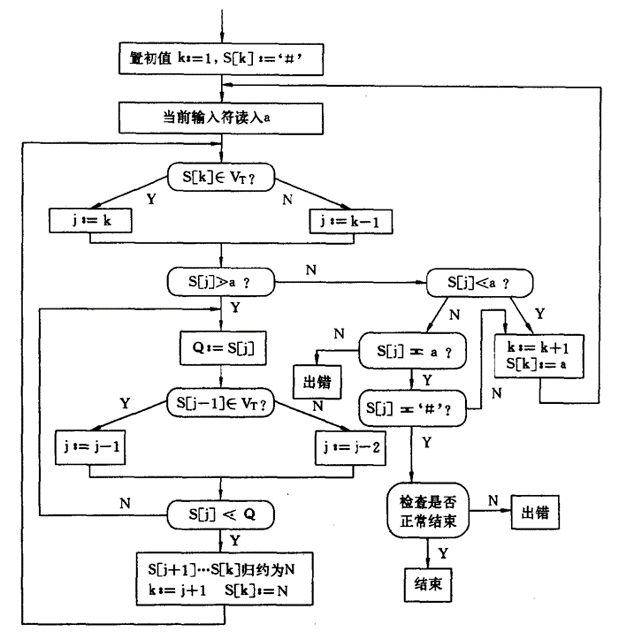 置初值 k:=1, S[k]:='#'
当前输入符读入a
S[k]∈ V_T?
Y
N
j:= k
j:= k-1
S[j]⋗a ?
N
S[j]⋖a ?
Y
N
Y
Q:= S[j]
N
S[j] ≖ a ?
k:= k+1
S[k]:= a
出错
Y
N
S[j-1]∈ V_T?
N
S[j] ≖ '#'?
Y
j:= j-1
j:= j-2
Y
N
S[j] ⋖ Q
检查是否
正常结束
N
出错
Y
S[j+1]…S[k]归约为N
k:= j+1 S[k]:=N
Y
结束